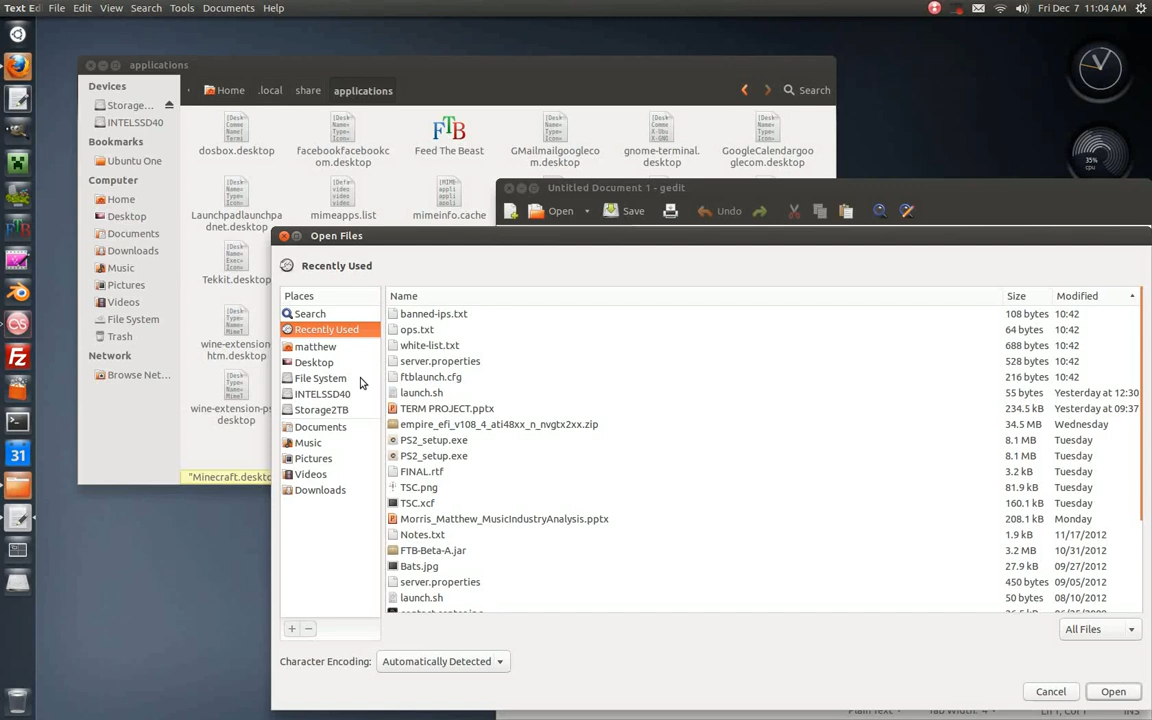 Text Ed File Edit View Search Tools Documents Help
Fri Dec 7 11:04 AM
applications
Devices
Storage...
INTELSSD40
Bookmarks
Ubuntu One
Computer
Home
Desktop
Documents
Downloads
Music
Pictures
Videos
File System
Trash
Network
Browse Net...
Home .local share applications
Search
dosbox.desktop
facebookfacebookc
om.desktop
Feed The Beast
GMailmailgooglec
om.desktop
gnome-terminal.
desktop
GoogleCalendargoo
glecom.desktop
Launchpadlaunchpa
dnet.desktop
mimeapps.list
mimeinfo.cache
Tekkit.desktop
wine-extension-
htm.desktop
wine-extension-ps
desktop
"Minecraft.deskto
Untitled Document 1 - gedit
Open Save Undo
Open Files
Recently Used
Places
Search
Recently Used
matthew
Desktop
File System
INTELSSD40
Storage2TB
Documents
Music
Pictures
Videos
Downloads
Name Size Modified
banned-ips.txt 108 bytes 10:42
ops.txt 64 bytes 10:42
white-list.txt 688 bytes 10:42
server.properties 528 bytes 10:42
ftblaunch.cfg 216 bytes 10:42
launch.sh 55 bytes Yesterday at 12:30
TERM PROJECT.pptx 234.5 kB Yesterday at 09:37
empire_efi_v108_4_ati48xx_n_nvgtx2xx.zip 34.5 MB Wednesday
PS2_setup.exe 8.1 MB Tuesday
PS2_setup.exe 8.1 MB Tuesday
FINAL.rtf 3.2 kB Tuesday
TSC.png 81.9 kB Tuesday
TSC.xcf 160.1 kB Tuesday
Morris_Matthew_MusicIndustryAnalysis.pptx 208.1 kB Monday
Notes.txt 1.9 kB 11/17/2012
FTB-Beta-A.jar 3.2 MB 10/31/2012
Bats.jpg 27.9 kB 09/27/2012
server.properties 450 bytes 09/05/2012
launch.sh 50 bytes 08/10/2012
All Files
Character Encoding: Automatically Detected
Cancel Open
35%
cpu
31